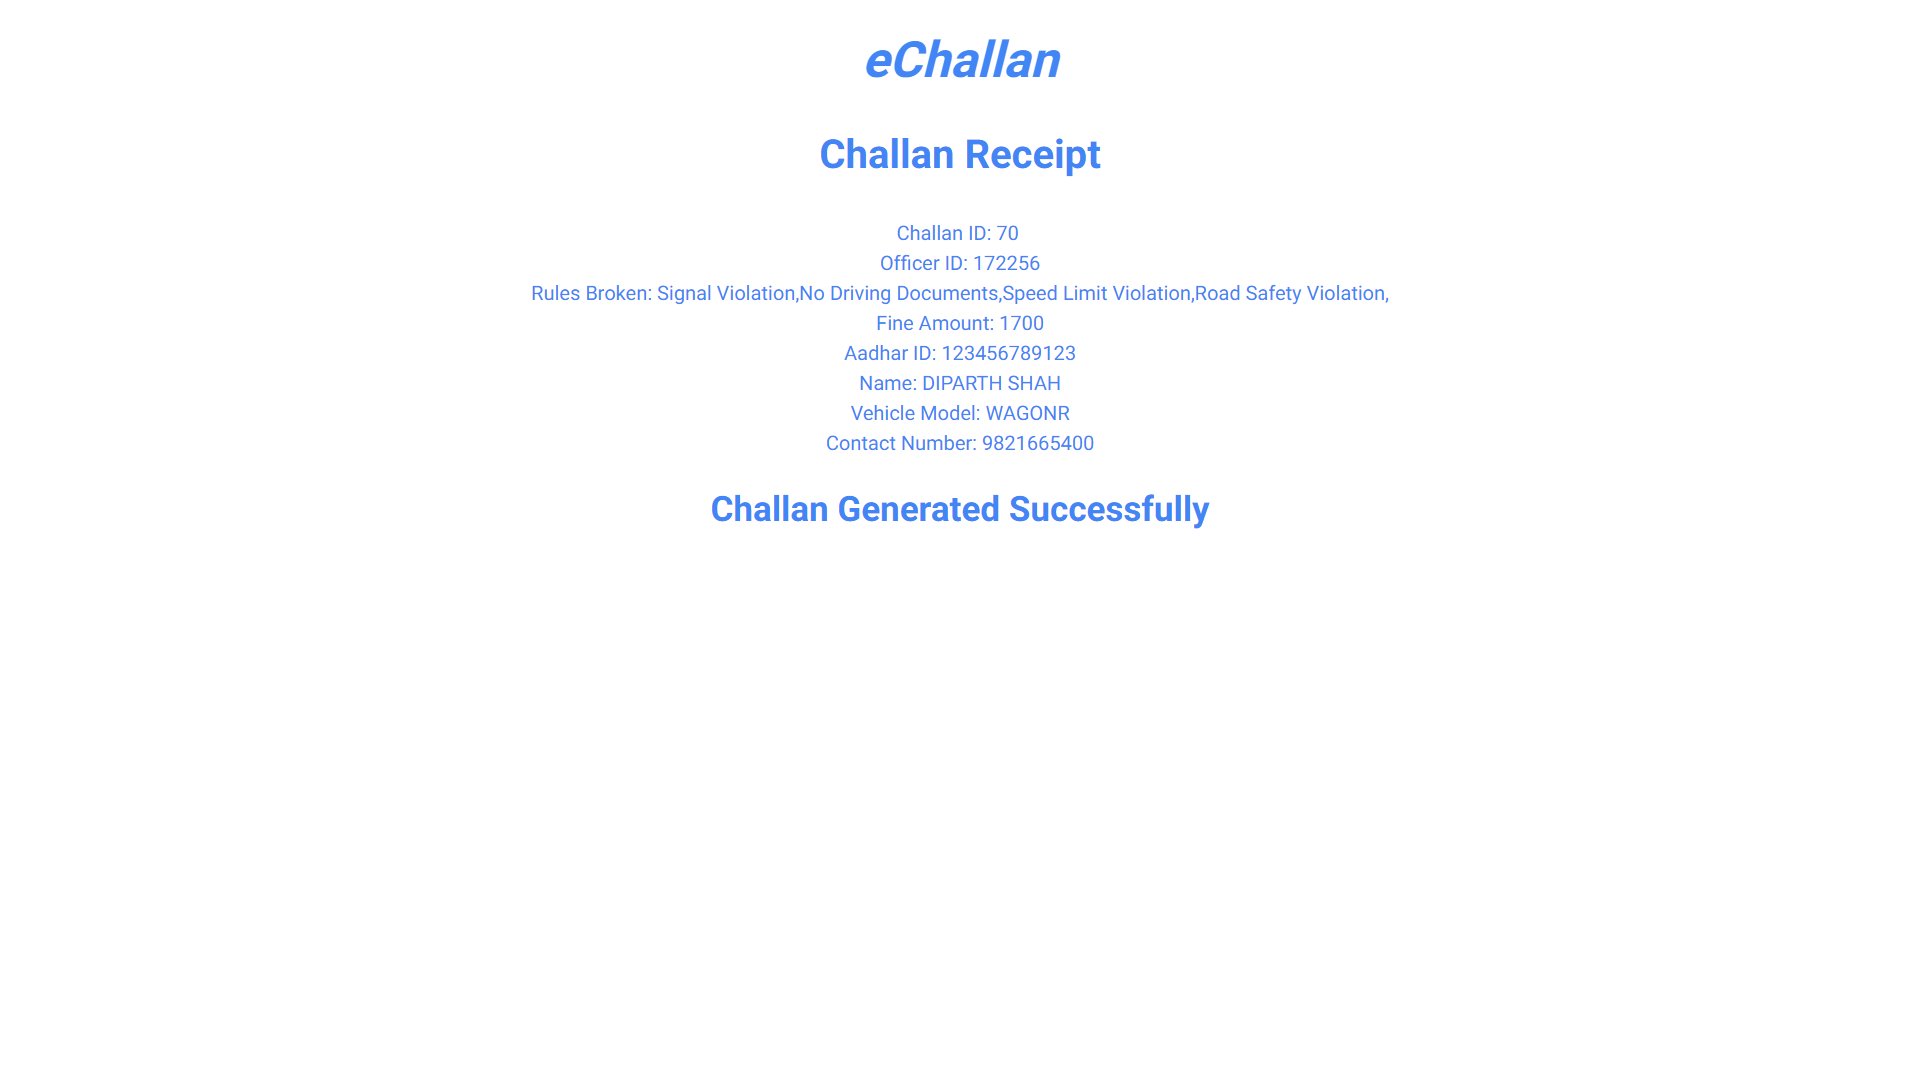 eChallan
Challan Receipt
Challan ID: 70
Officer ID: 172256
Rules Broken: Signal Violation,No Driving Documents,Speed Limit Violation,Road Safety Violation,
Fine Amount: 1700
Aadhar ID: 123456789123
Name: DIPARTH SHAH
Vehicle Model: WAGONR
Contact Number: 9821665400
Challan Generated Successfully